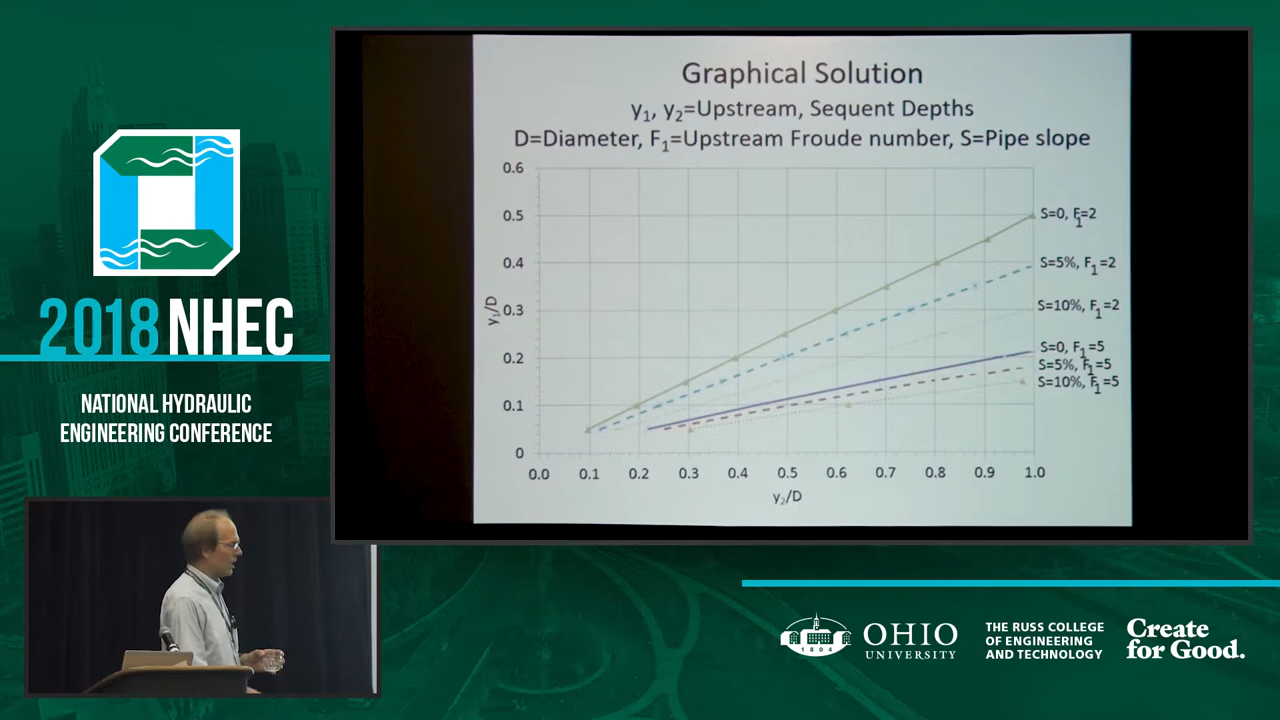 2018 NHEC
NATIONAL HYDRAULIC
ENGINEERING CONFERENCE
Graphical Solution
y1, y2=Upstream, Sequent Depths
D=Diameter, F1=Upstream Froude number, S=Pipe slope
0.6
0.5
0.4
0.3
0.2
0.1
0
y1/D
S=0, F1=2
S=5%, F1=2
S=10%, F1=2
S=0, F1=5
S=5%, F1=5
S=10%, F1=5
0.0 0.1 0.2 0.3 0.4 0.5 0.6 0.7 0.8 0.9 1.0
y2/D
1804
OHIO
UNIVERSITY
THE RUSS COLLEGE
OF ENGINEERING
AND TECHNOLOGY
Create
for Good.